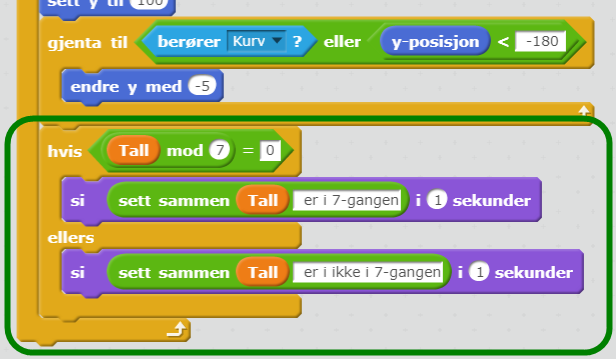 sett y til 100
gjenta til berører Kurv ? eller y-posisjon < -180
endre y med -5
hvis Tall mod 7 = 0
si sett sammen Tall er i 7-gangen i 1 sekunder
ellers
si sett sammen Tall er i ikke i 7-gangen i 1 sekunder